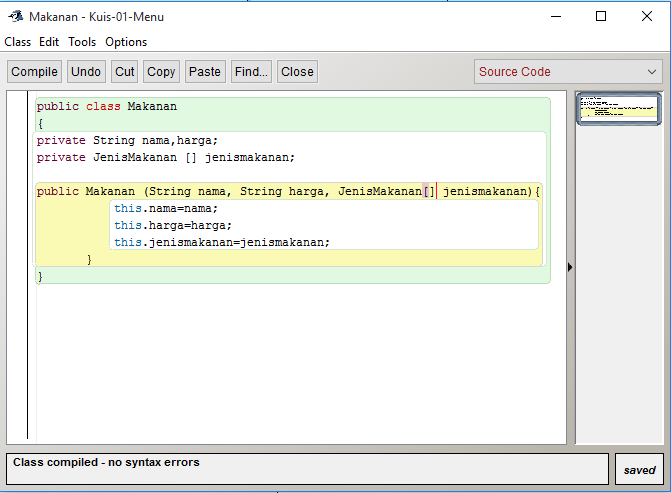 Makanan - Kuis-01-Menu
Class Edit Tools Options
Compile Undo Cut Copy Paste Find... Close Source Code
public class Makanan
{
private String nama,harga;
private JenisMakanan [] jenismakanan;
public Makanan (String nama, String harga, JenisMakanan[] jenismakanan){
this.nama=nama;
this.harga=harga;
this.jenismakanan=jenismakanan;
}
}
Class compiled - no syntax errors
saved